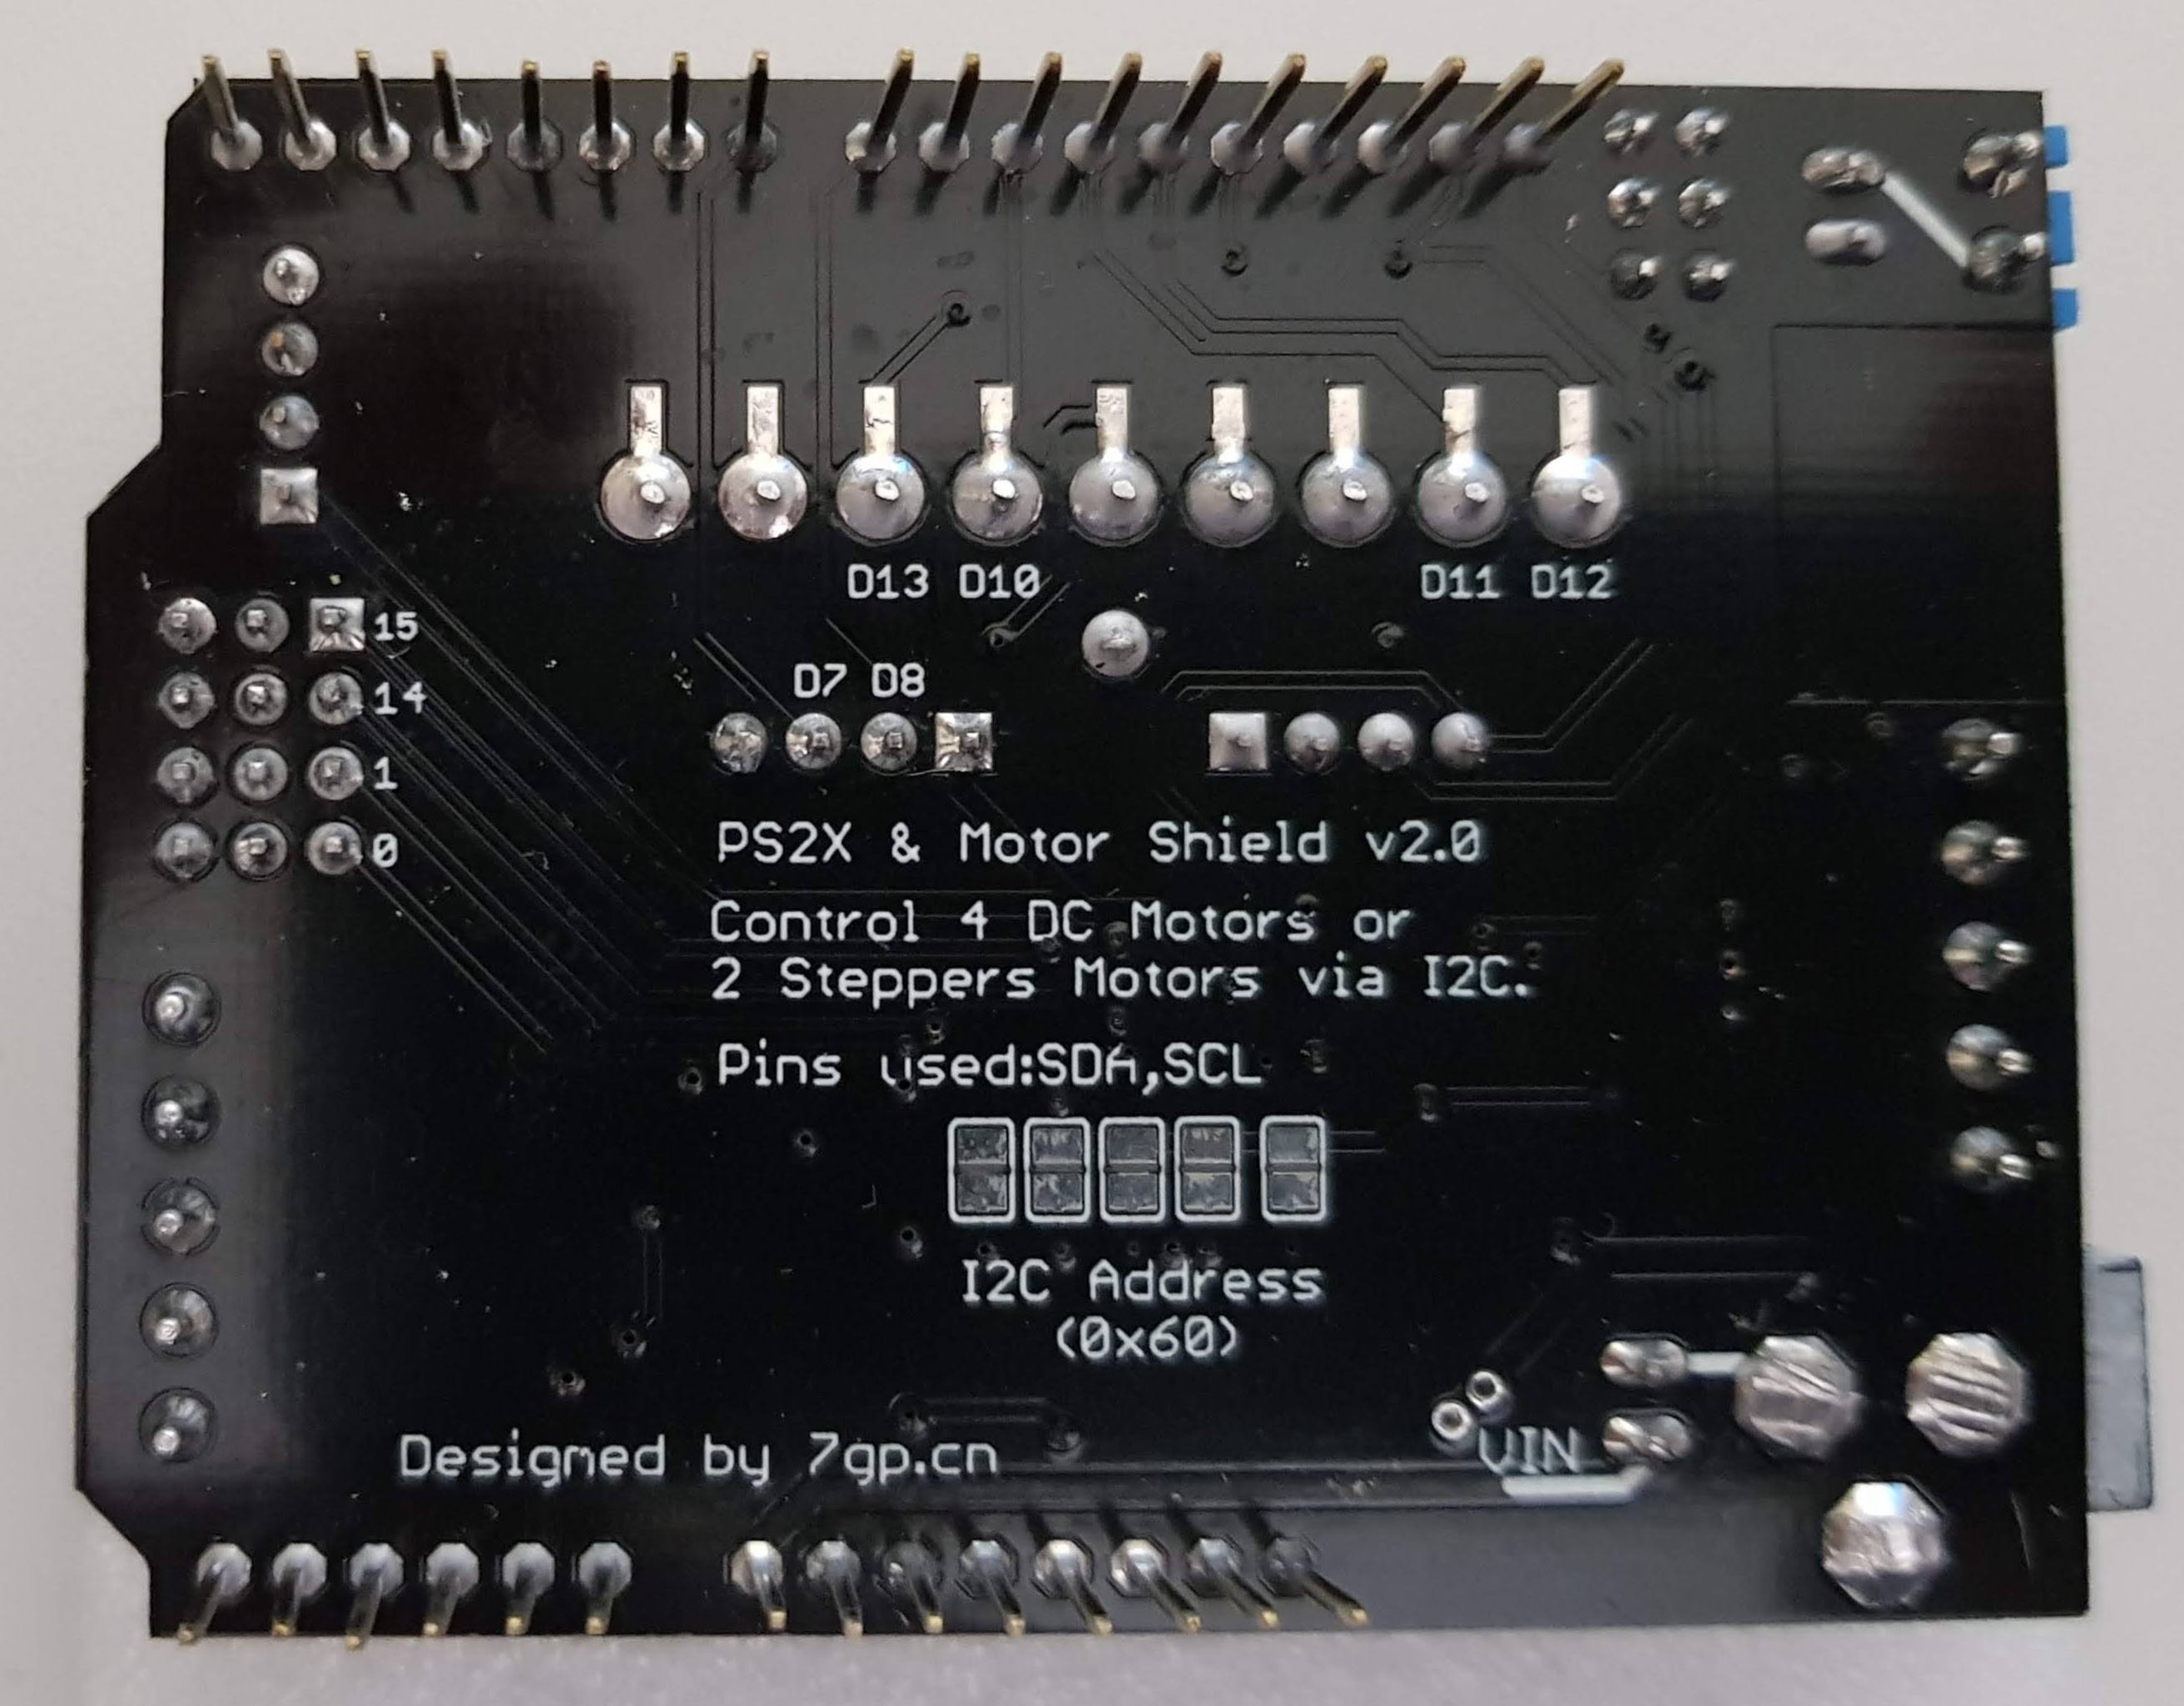 D13 D10 D11 D12
15
D7 D8
14
1
0
PS2X & Motor Shield v2.0
Control 4 DC Motors or
2 Steppers Motors via I2C.
Pins used:SDA,SCL
I2C Address
(0x60)
VIN
Designed by 7gp.cn